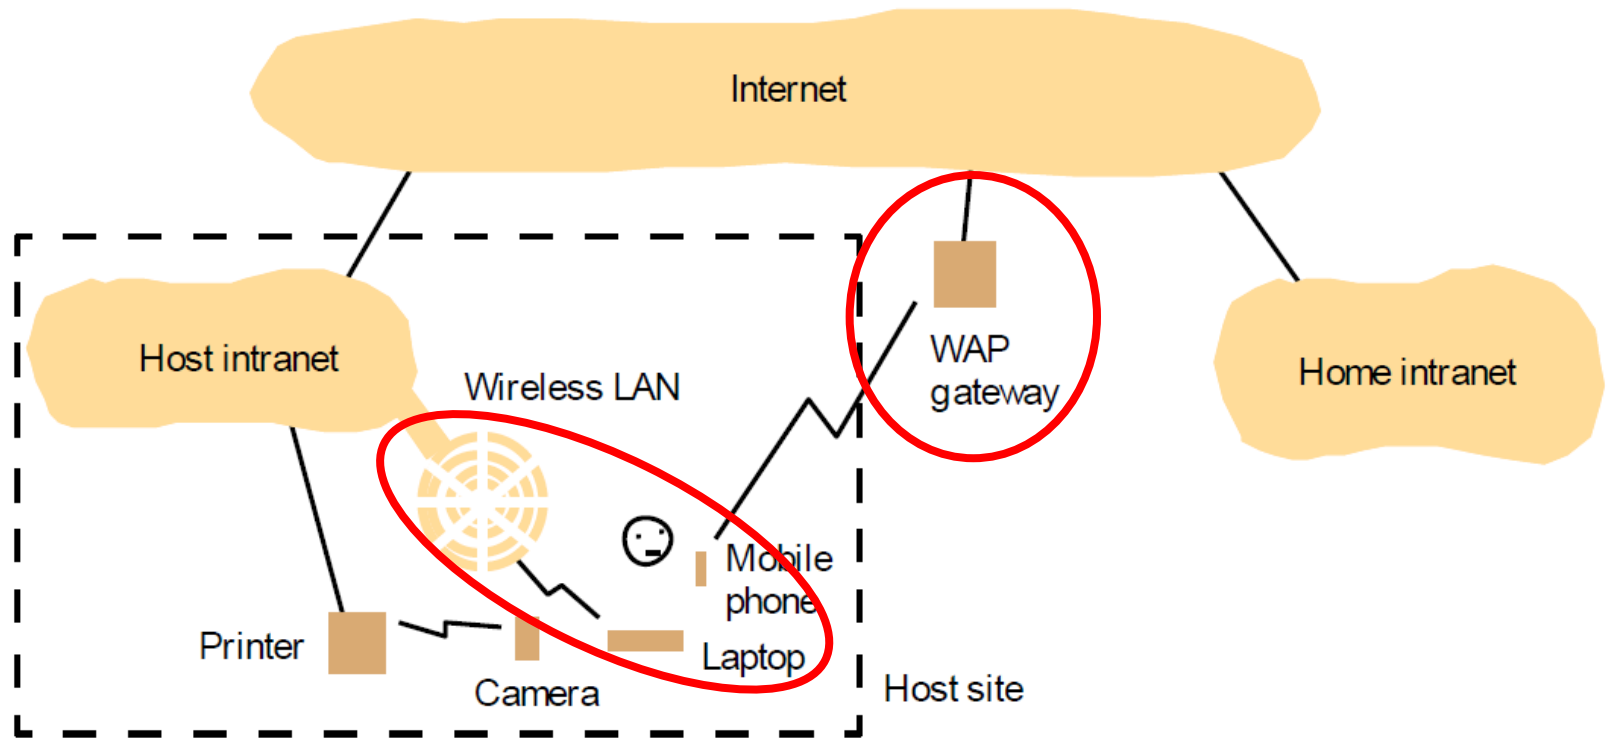 Internet
Host intranet
Wireless LAN
WAP
gateway
Home intranet
Mobile
phone
Printer
Laptop
Camera
Host site